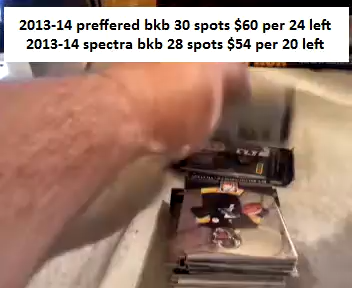 2013-14 preffered bkb 30 spots $60 per 24 left
2013-14 spectra bkb 28 spots $54 per 20 left